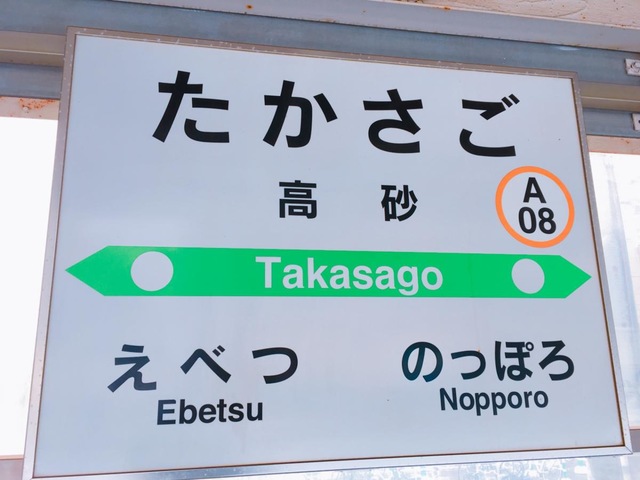 たかさご
高砂
A
08
Takasago
えべつ のっぽろ
Ebetsu Nopporo